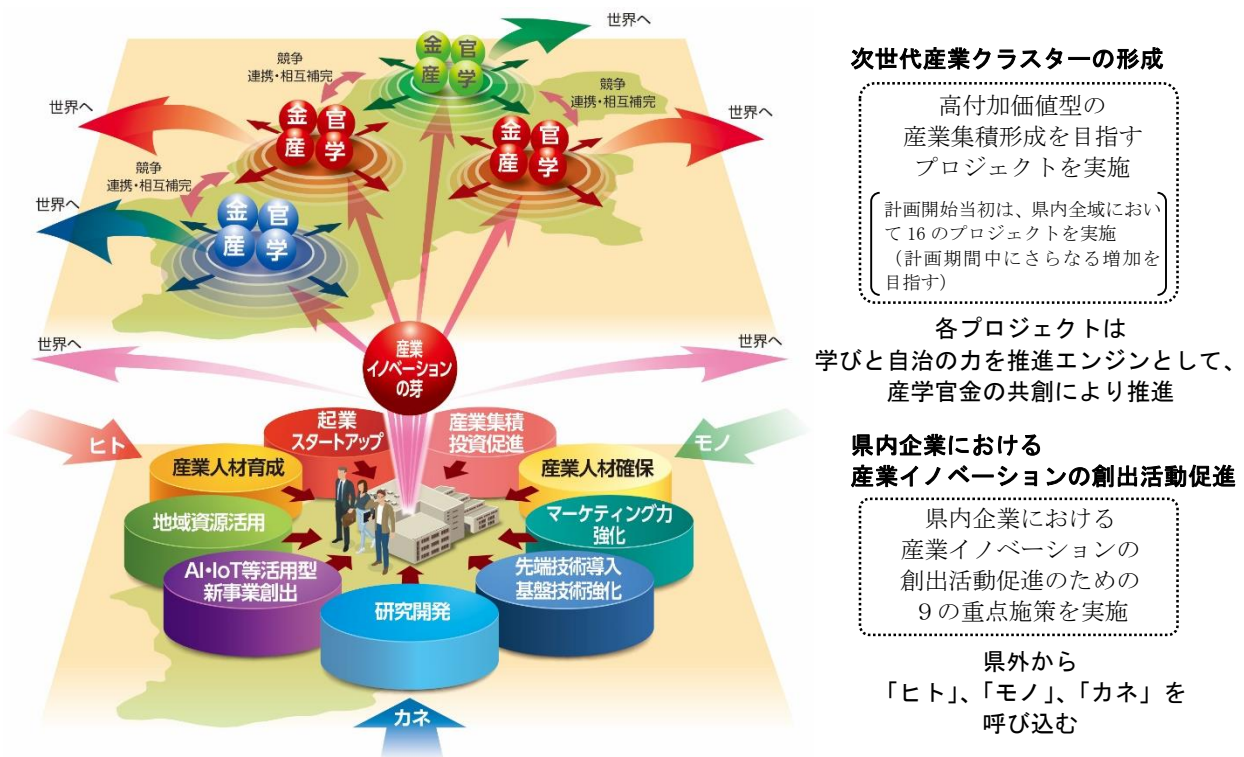 世界へ
金 官
産 学
競争
連携・相互補完
競争
連携・相互補完
世界へ
世界へ
金 官
産 学
金 官
産 学
競争
連携・相互補完
世界へ
金 官
産 学
世界へ
世界へ
産業
イノベーション
の芽
ヒト
モノ
起業
スタートアップ
産業集積
投資促進
産業人材育成
産業人材確保
地域資源活用
マーケティング力
強化
AI・IoT等活用型
新事業創出
先端技術導入
基盤技術強化
研究開発
カネ
次世代産業クラスターの形成
高付加価値型の
産業集積形成を目指す
プロジェクトを実施
計画開始当初は、県内全域におい
て 16 のプロジェクトを実施
（計画期間中にさらなる増加を
目指す）
各プロジェクトは
学びと自治の力を推進エンジンとして、
産学官金の共創により推進
県内企業における
産業イノベーションの創出活動促進
県内企業における
産業イノベーションの
創出活動促進のための
９の重点施策を実施
県外から
「ヒト」、「モノ」、「カネ」を
呼び込む